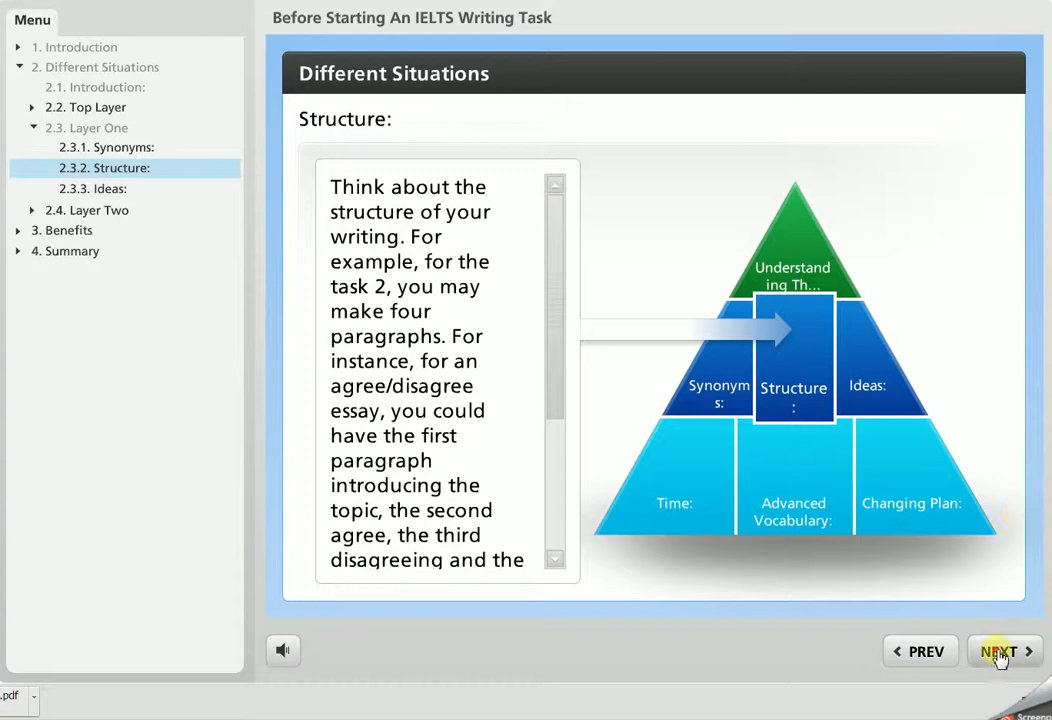 Menu
Before Starting An IELTS Writing Task
1. Introduction
2. Different Situations
2.1. Introduction:
2.2. Top Layer
2.3. Layer One
2.3.1. Synonyms:
2.3.2. Structure:
2.3.3. Ideas:
2.4. Layer Two
3. Benefits
4. Summary
Different Situations
Structure:
Think about the
structure of your
writing. For
example, for the
task 2, you may
make four
paragraphs. For
instance, for an
agree/disagree
essay, you could
have the first
paragraph
introducing the
topic, the second
agree, the third
disagreeing and the
Understand
ing Th...
Synonym
s:
Structure
:
Ideas:
Time:
Advanced
Vocabulary:
Changing Plan:
PREV
NEXT
.pdf